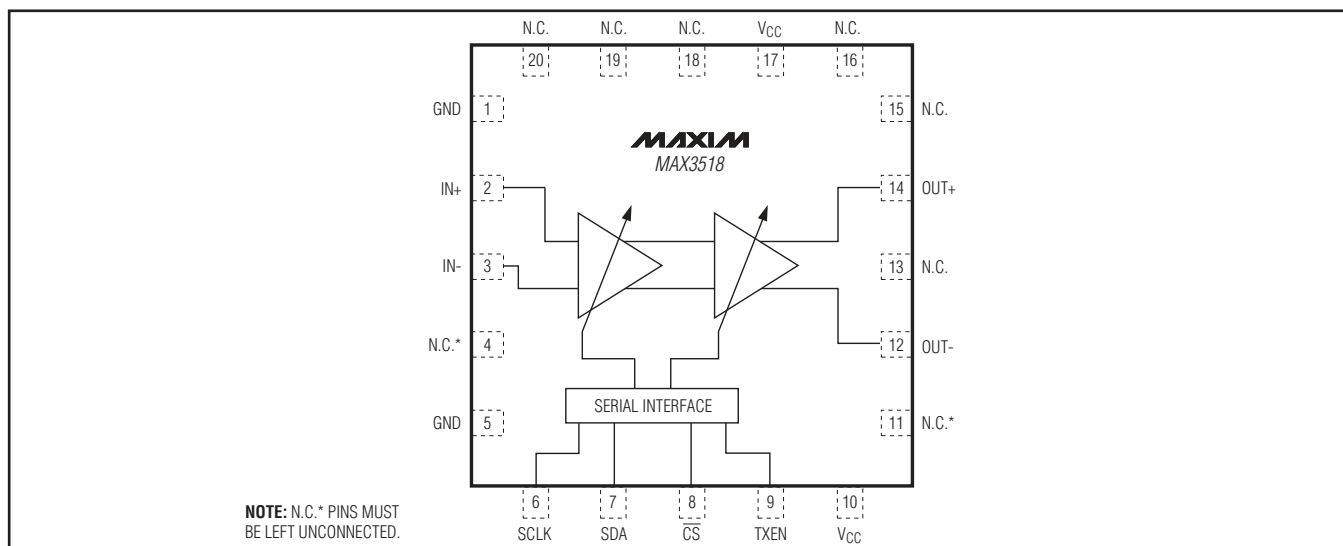 N.C. N.C. N.C. VCC N.C.
20 19 18 17 16
GND 1 15 N.C.
MAXIM
MAX3518
IN+ 2 14 OUT+
IN- 3 13 N.C.
N.C.* 4 12 OUT-
SERIAL INTERFACE
GND 5 11 N.C.*
6 7 8 9 10
SCLK SDA CS TXEN VCC
NOTE: N.C.* PINS MUST
BE LEFT UNCONNECTED.